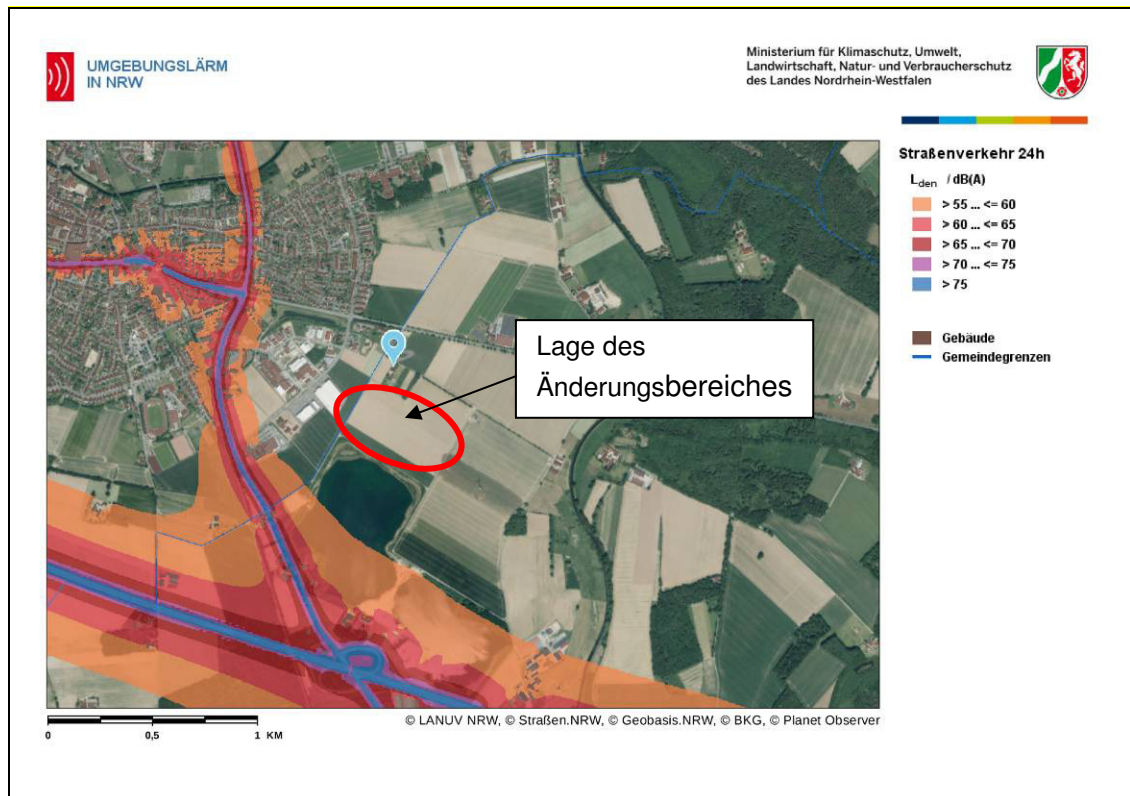 UMGEBUNGSLÄRM
IN NRW
Ministerium für Klimaschutz, Umwelt,
Landwirtschaft, Natur- und Verbraucherschutz
des Landes Nordrhein-Westfalen
Straßenverkehr 24h
Lden / dB(A)
> 55 ... <= 60
> 60 ... <= 65
> 65 ... <= 70
> 70 ... <= 75
> 75
Gebäude
Gemeindegrenzen
Lage des
Änderungsbereiches
© LANUV NRW, © Straßen.NRW, © Geobasis.NRW, © BKG, © Planet Observer
0 0,5 1 KM